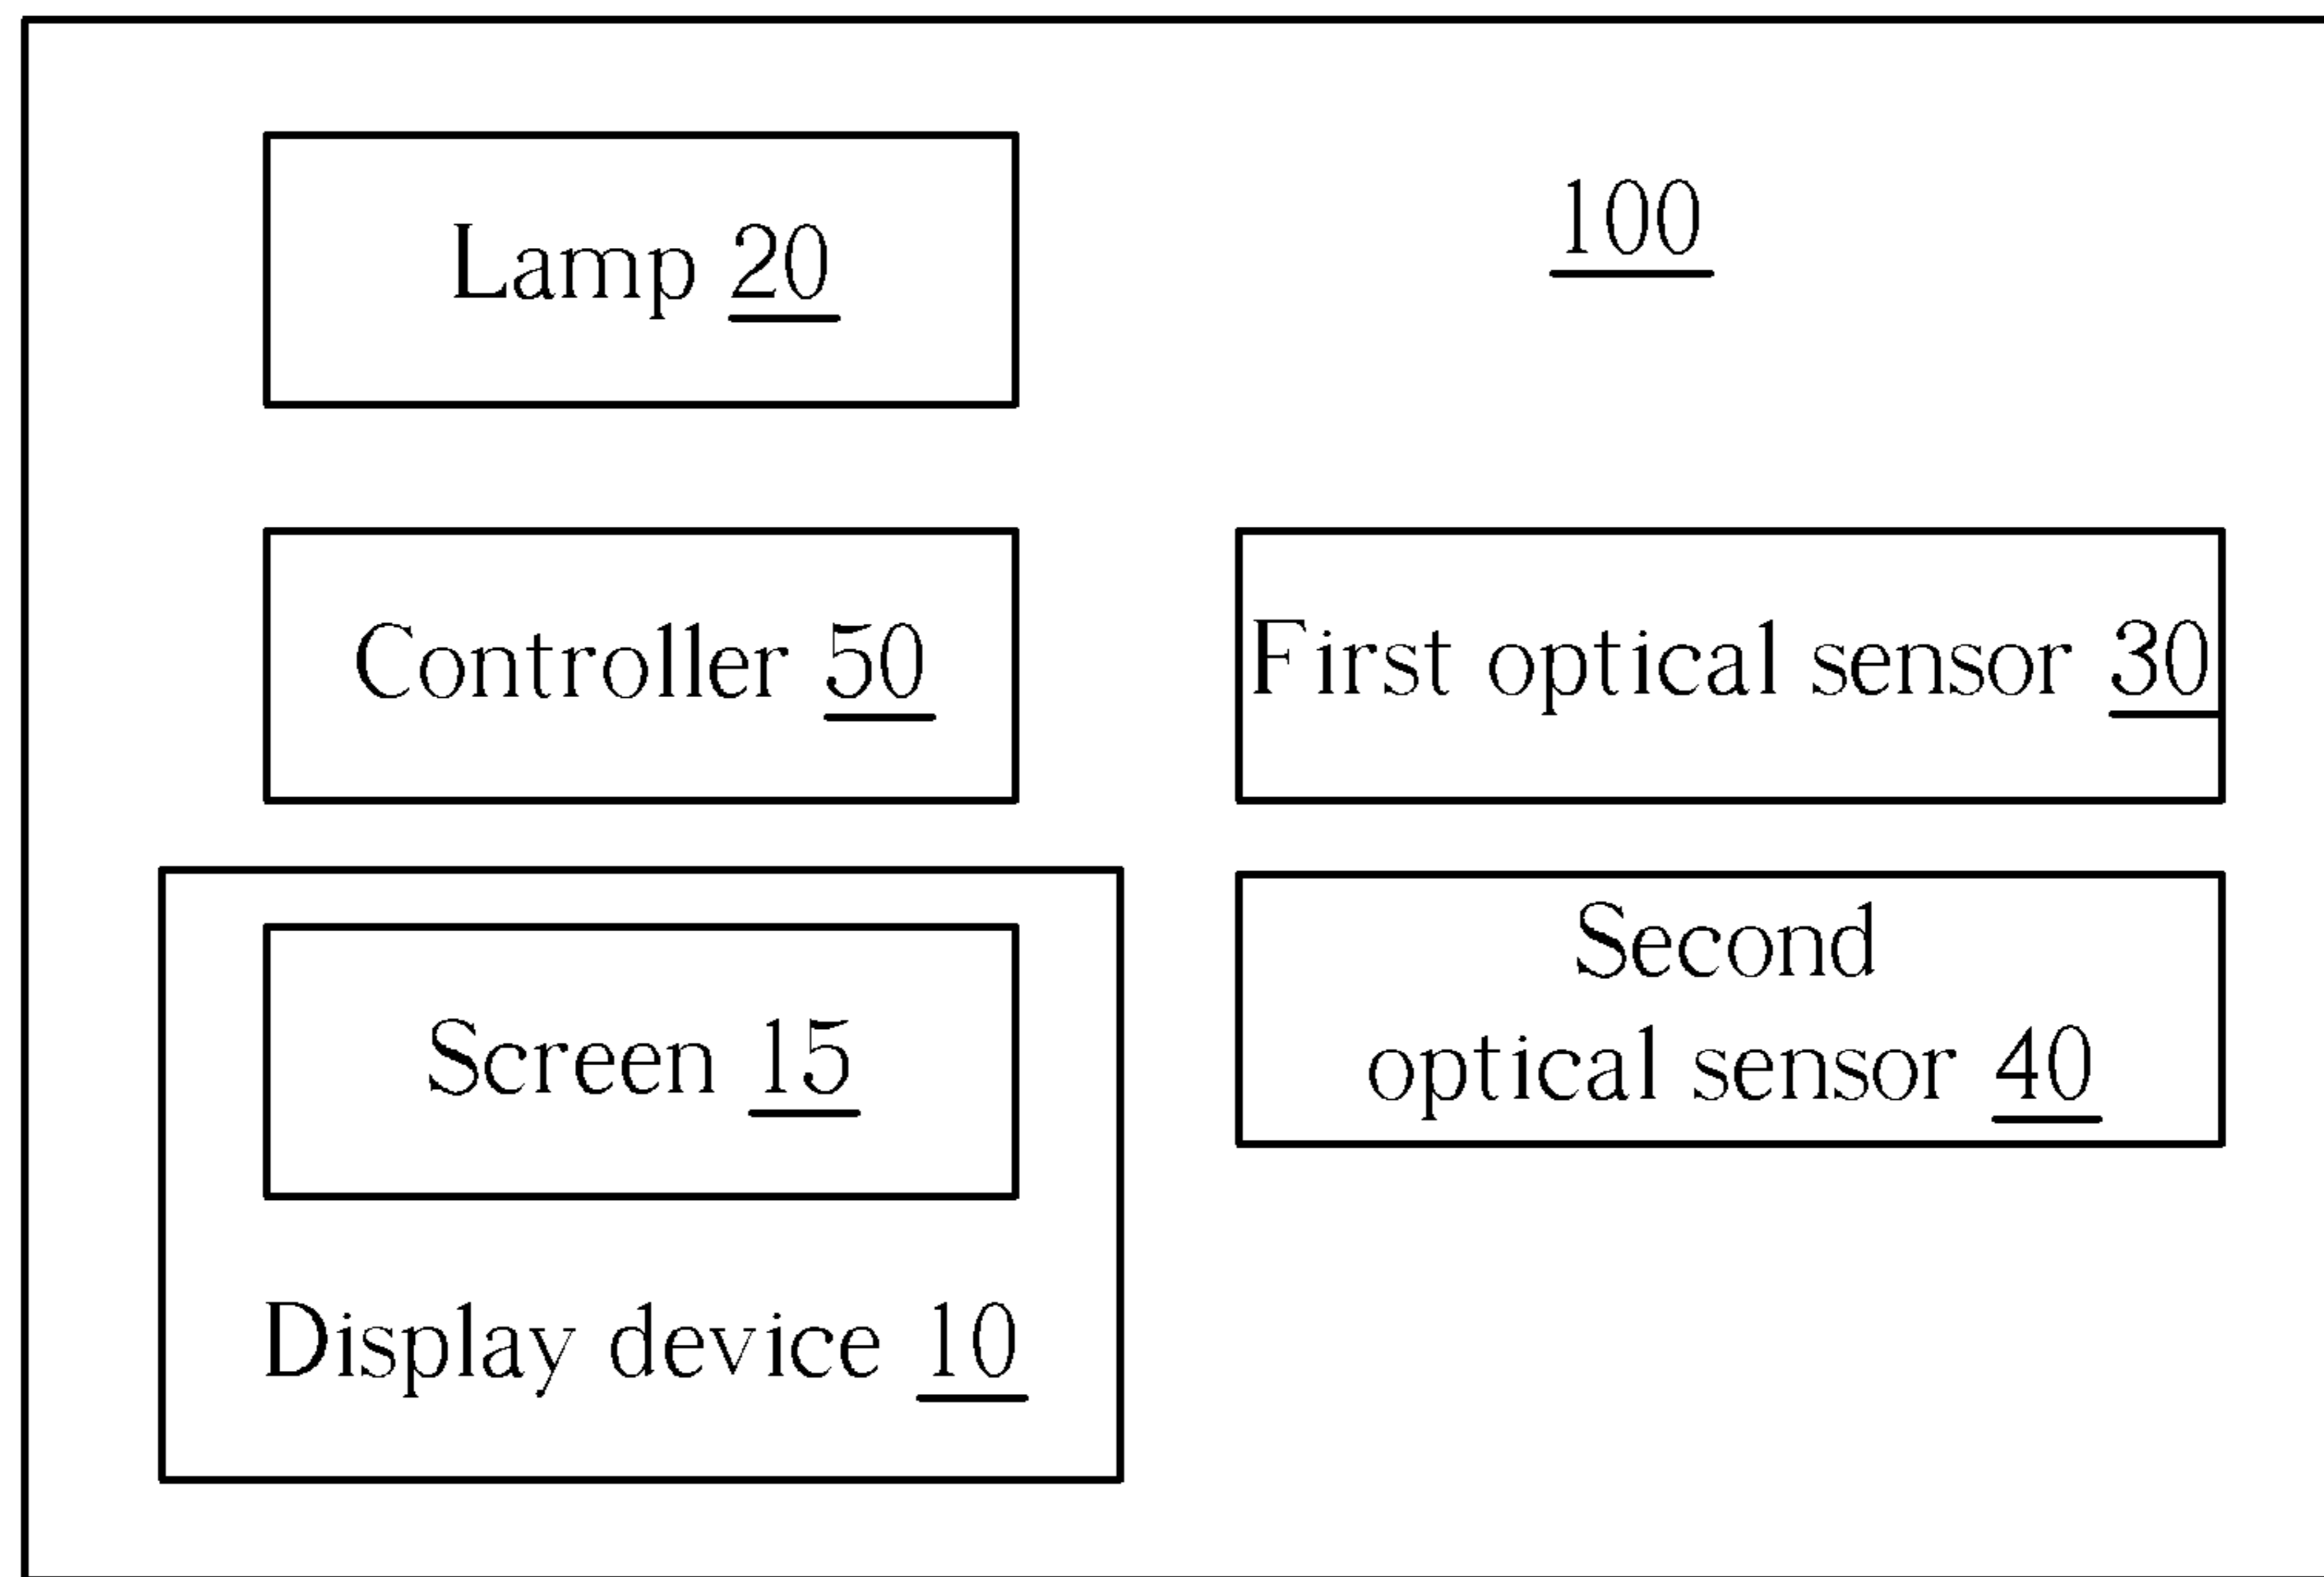 Lamp 20
100
Controller 50
First optical sensor 30
Screen 15
Display device 10
Second
optical sensor 40